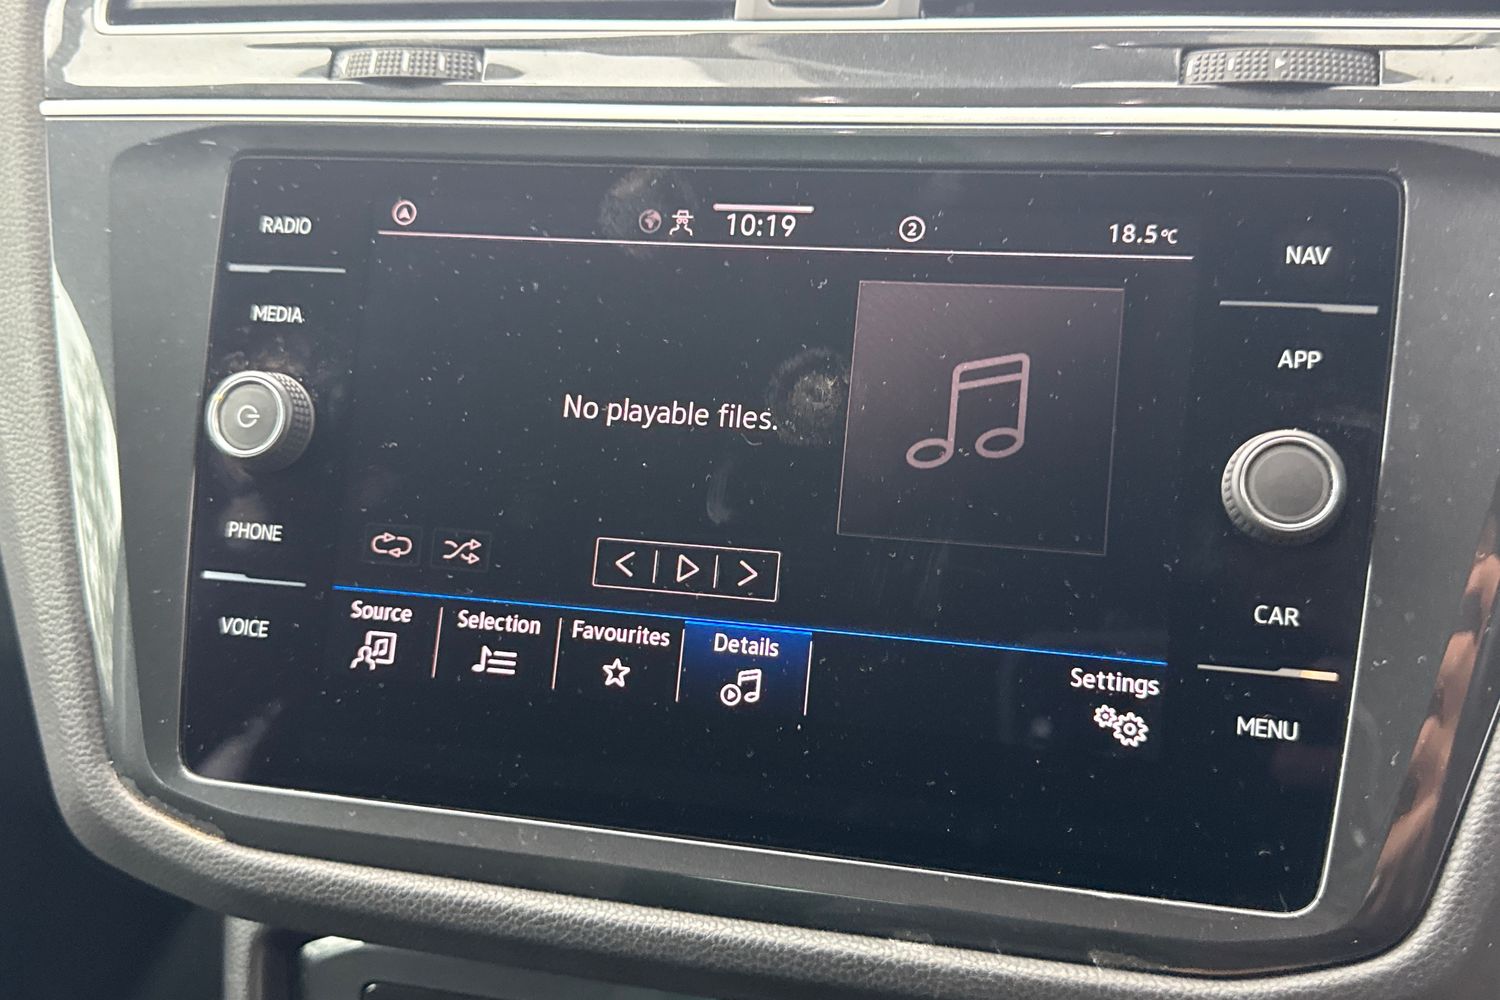 RADIO
MEDIA
PHONE
VOICE
10:19
2
18.5°C
No playable files.
Source
Selection
Favourites
Details
Settings
NAV
APP
CAR
MENU